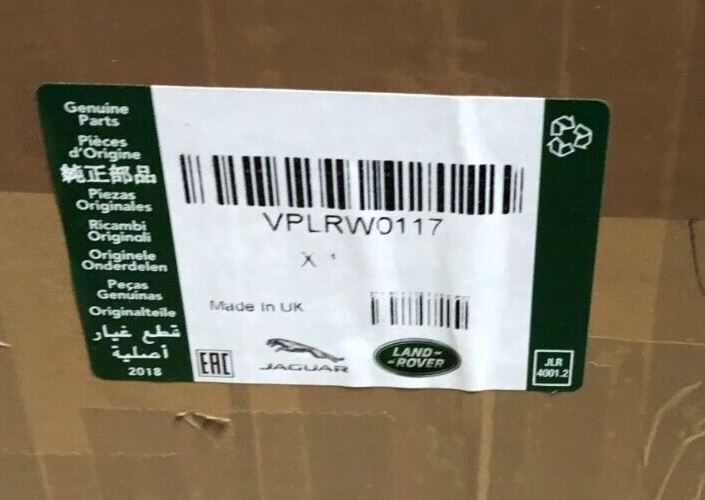 Genuine
Parts
Pièces
d'Origine
純正部品
Piezas
Originales
Ricambi
Originali
Originele
Onderdelen
Peças
Genuinas
Originalteile
قطع غيار
أصلية
2018
VPLRW0117
X 1
Made in UK
EAC
JAGUAR
LAND-
-ROVER
JLR
4001.2